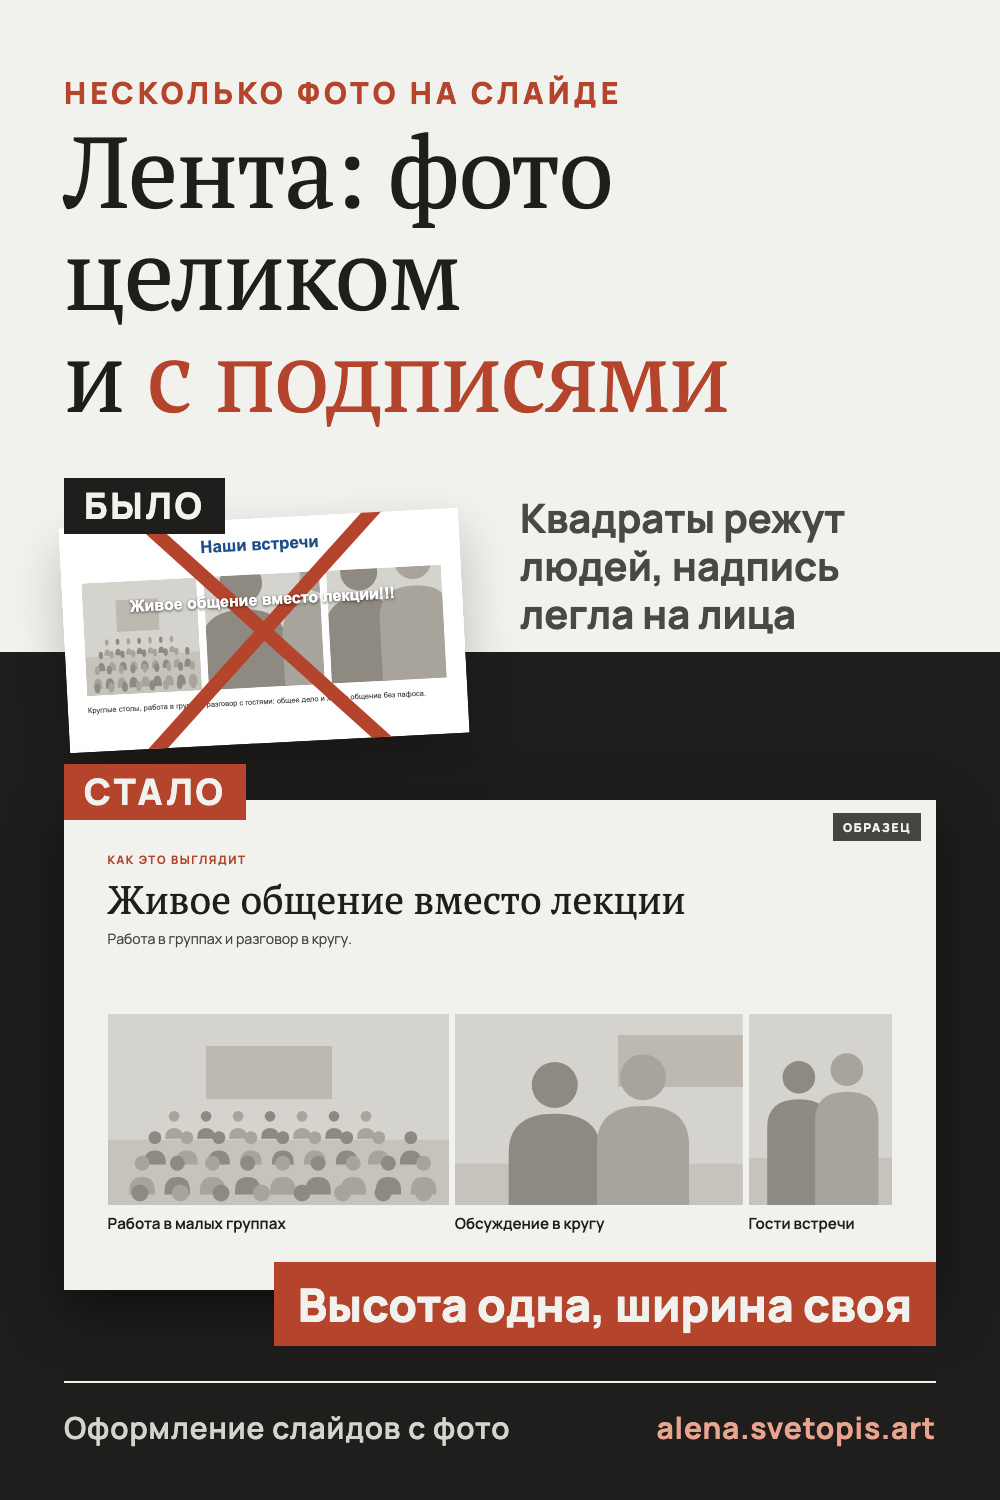 НЕСКОЛЬКО ФОТО НА СЛАЙДЕ
Лента: фото
целиком
и с подписями
БЫЛО
Наши встречи
Живое общение вместо лекции!!!
Круглые столы, работа в гру разговор с гостями: общее дело и общение без пафоса.
Квадраты режут
людей, надпись
легла на лица
СТАЛО
ОБРАЗЕЦ
КАК ЭТО ВЫГЛЯДИТ
Живое общение вместо лекции
Работа в группах и разговор в кругу.
Работа в малых группах
Обсуждение в кругу
Гости встречи
Высота одна, ширина своя
Оформление слайдов с фото
alena.svetopis.art